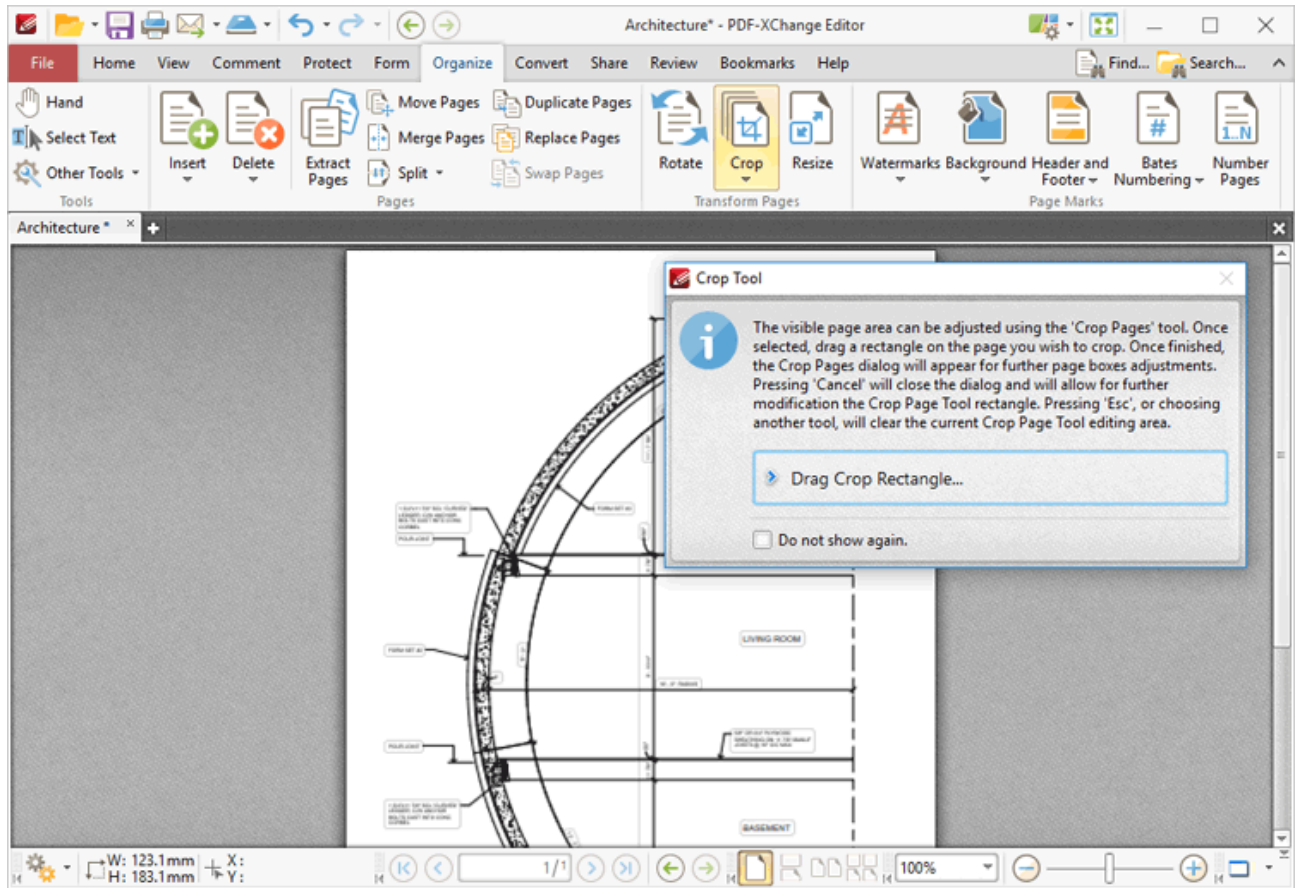 Architecture* - PDF-XChange Editor
File Home View Comment Protect Form Organize Convert Share Review Bookmarks Help Find... Search...
Hand
Select Text
Other Tools
Tools
Insert
Delete
Extract
Pages
Move Pages
Merge Pages
Split
Duplicate Pages
Replace Pages
Swap Pages
Pages
Rotate
Crop
Resize
Transform Pages
Watermarks
Background
Header and
Footer
Bates
Numbering
1..N
Number
Pages
Page Marks
Architecture *
Crop Tool
The visible page area can be adjusted using the 'Crop Pages' tool. Once
selected, drag a rectangle on the page you wish to crop. Once finished,
the Crop Pages dialog will appear for further page boxes adjustments.
Pressing 'Cancel' will close the dialog and will allow for further
modification the Crop Page Tool rectangle. Pressing 'Esc', or choosing
another tool, will clear the current Crop Page Tool editing area.
Drag Crop Rectangle...
Do not show again.
POUR JOINT
LIVING ROOM
POUR JOINT
BASEMENT
W: 123.1mm
H: 183.1mm
X:
Y:
1/1
100%